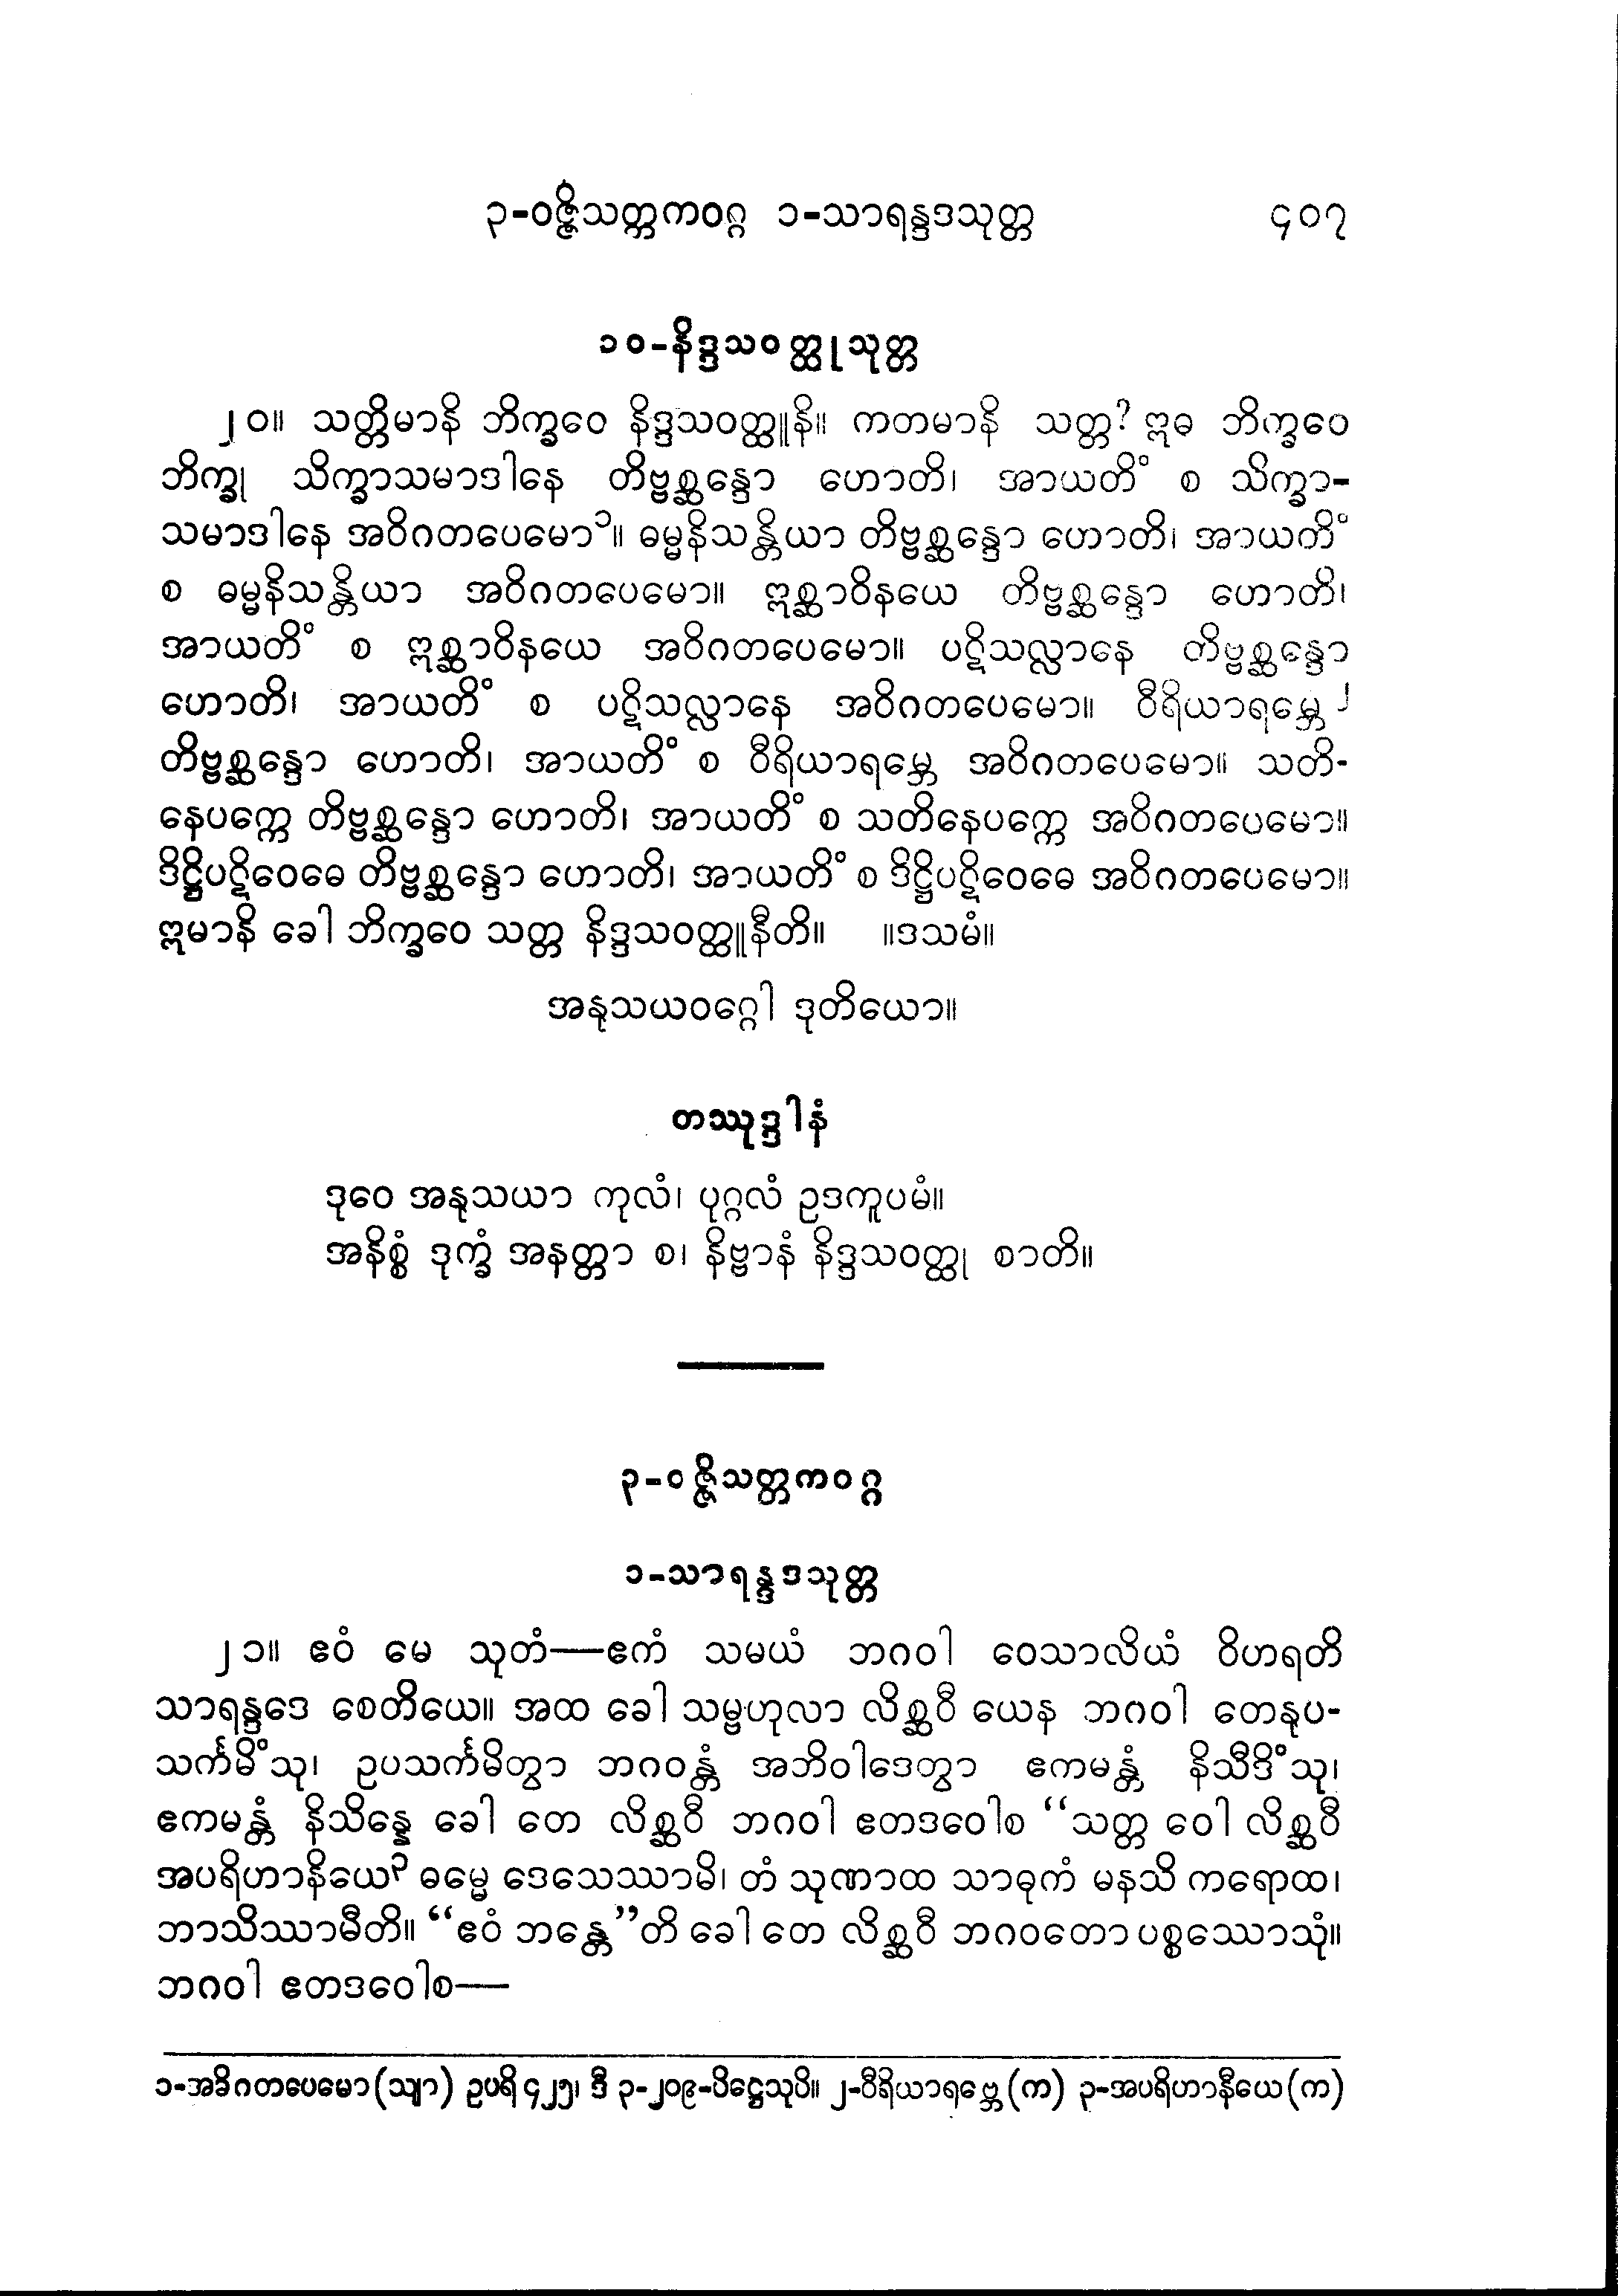 ၃-ဝဇ္ဇိသတ္တကဝဂ္ဂ ၁-သာရန္ဒဒသုတ္တ ၄၀၇
၁၀-နိဒ္ဒသဝတ္ထုသုတ္တ
၂၀။ သတ္တိမာနိ ဘိက္ခဝေ နိဒ္ဒသဝတ္ထူနိ။ ကတမာနိ သတ္တ? ဣဓ ဘိက္ခဝေ
ဘိက္ခု သိက္ခာသမာဒါနေ တိဗ္ဗစ္ဆန္ဒော ဟောတိ၊ အာယတိံ စ သိက္ခာ-
သမာဒါနေ အဝိဂတပေမော၁။ ဓမ္မနိသန္တိယာ တိဗ္ဗစ္ဆန္ဒော ဟောတိ၊ အာယတိံ
စ ဓမ္မနိသန္တိယာ အဝိဂတပေမော။ ဣစ္ဆာဝိနယေ တိဗ္ဗစ္ဆန္ဒော ဟောတိ၊
အာယတိံ စ ဣစ္ဆာဝိနယေ အဝိဂတပေမော။ ပဋိသလ္လာနေ တိဗ္ဗစ္ဆန္ဒော
ဟောတိ၊ အာယတိံ စ ပဋိသလ္လာနေ အဝိဂတပေမော။ ဝီရိယာရမ္ဘေ၂
တိဗ္ဗစ္ဆန္ဒော ဟောတိ၊ အာယတိံ စ ဝီရိယာရမ္ဘေ အဝိဂတပေမော။ သတိ-
နေပက္ကေ တိဗ္ဗစ္ဆန္ဒော ဟောတိ၊ အာယတိံ စ သတိနေပက္ကေ အဝိဂတပေမော။
ဒိဋ္ဌိပဋိဝေဓေ တိဗ္ဗစ္ဆန္ဒော ဟောတိ၊ အာယတိံ စ ဒိဋ္ဌိပဋိဝေဓေ အဝိဂတပေမော။
ဣမာနိ ခေါ ဘိက္ခဝေ သတ္တ နိဒ္ဒသဝတ္ထူနီတိ။ ။ဒသမံ။
အနုသယဝဂ္ဂေါ ဒုတိယော။
တဿုဒ္ဒါနံ
ဒုဝေ အနုသယာ ကုလံ၊ ပုဂ္ဂလံ ဥဒကူပမံ။
အနိစ္စံ ဒုက္ခံ အနတ္တာ စ၊ နိဗ္ဗာနံ နိဒ္ဒသဝတ္ထု စာတိ။
၃-ဝဇ္ဇိသတ္တကဝဂ္ဂ
၁-သာရန္ဒဒသုတ္တ
၂၁။ ဧဝံ မေ သုတံ—ဧကံ သမယံ ဘဂဝါ ဝေသာလိယံ ဝိဟရတိ
သာရန္ဒဒေ စေတိယေ။ အထ ခေါ သမ္ဗဟုလာ လိစ္ဆဝီ ယေန ဘဂဝါ တေနုပ-
သင်္ကမိံသု၊ ဥပသင်္ကမိတွာ ဘဂဝန္တံ အဘိဝါဒေတွာ ဧကမန္တံ နိသီဒိံသု၊
ဧကမန္တံ နိသိန္နေ ခေါ တေ လိစ္ဆဝီ ဘဂဝါ ဧတဒဝေါစ “သတ္တ ဝေါ လိစ္ဆဝီ
အပရိဟာနိယေ၃ ဓမ္မေ ဒေသေဿာမိ၊ တံ သုဏာထ သာဓုကံ မနသိ ကရောထ၊
ဘာသိဿာမီတိ။ “ဧဝံ ဘန္တေ”တိ ခေါ တေ လိစ္ဆဝီ ဘဂဝတော ပစ္စဿောသုံ။
ဘဂဝါ ဧတဒဝေါစ—
၁-အဓိဂတပေမော(သျာ) ဥပရိ ၄၂၅၊ ဒီ ၃-၂၀၉-ပိဋ္ဌေသုပိ။ ၂-ဝီရိယာရဗ္ဘေ(က) ၃-အပရိဟာနီယေ(က)